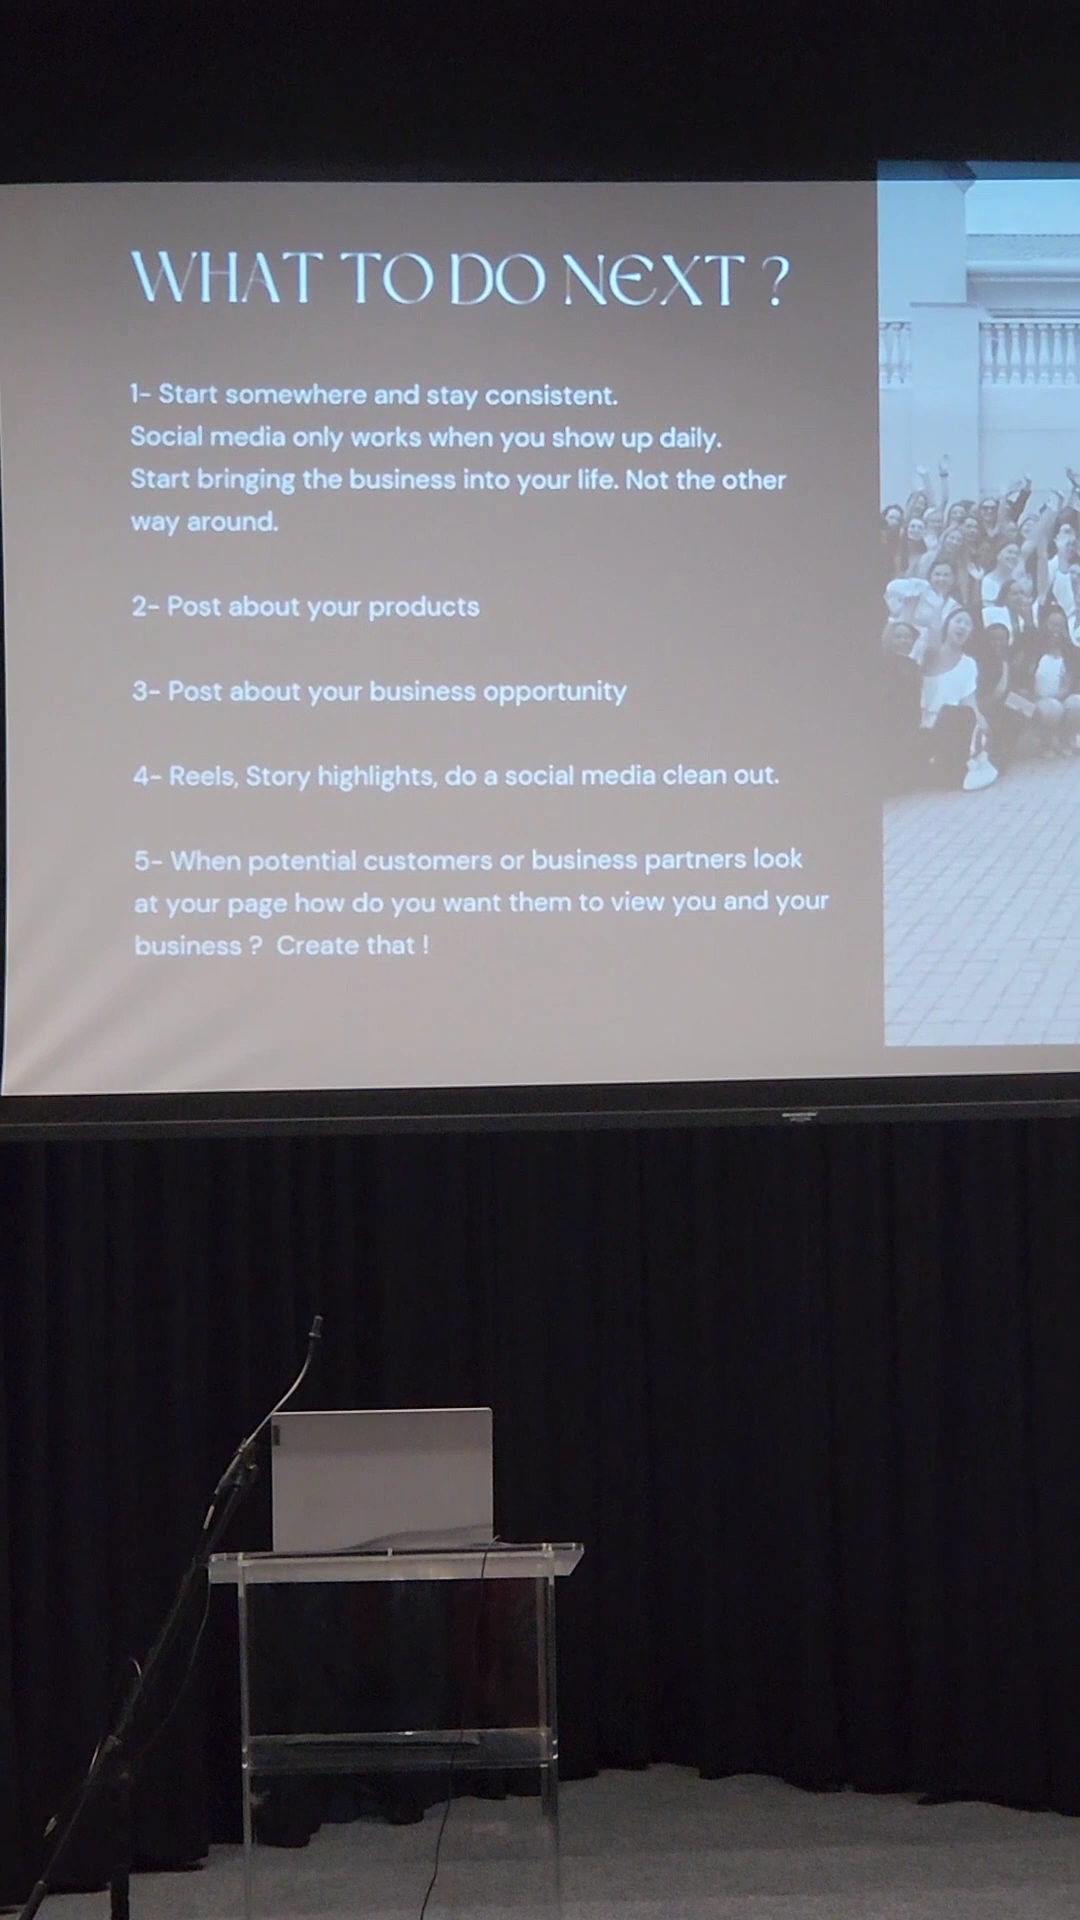 WHAT TO DO NEXT ?
1- Start somewhere and stay consistent.
Social media only works when you show up daily.
Start bringing the business into your life. Not the other
way around.
2- Post about your products
3- Post about your business opportunity
4- Reels, Story highlights, do a social media clean out.
5- When potential customers or business partners look
at your page how do you want them to view you and your
business ?  Create that !